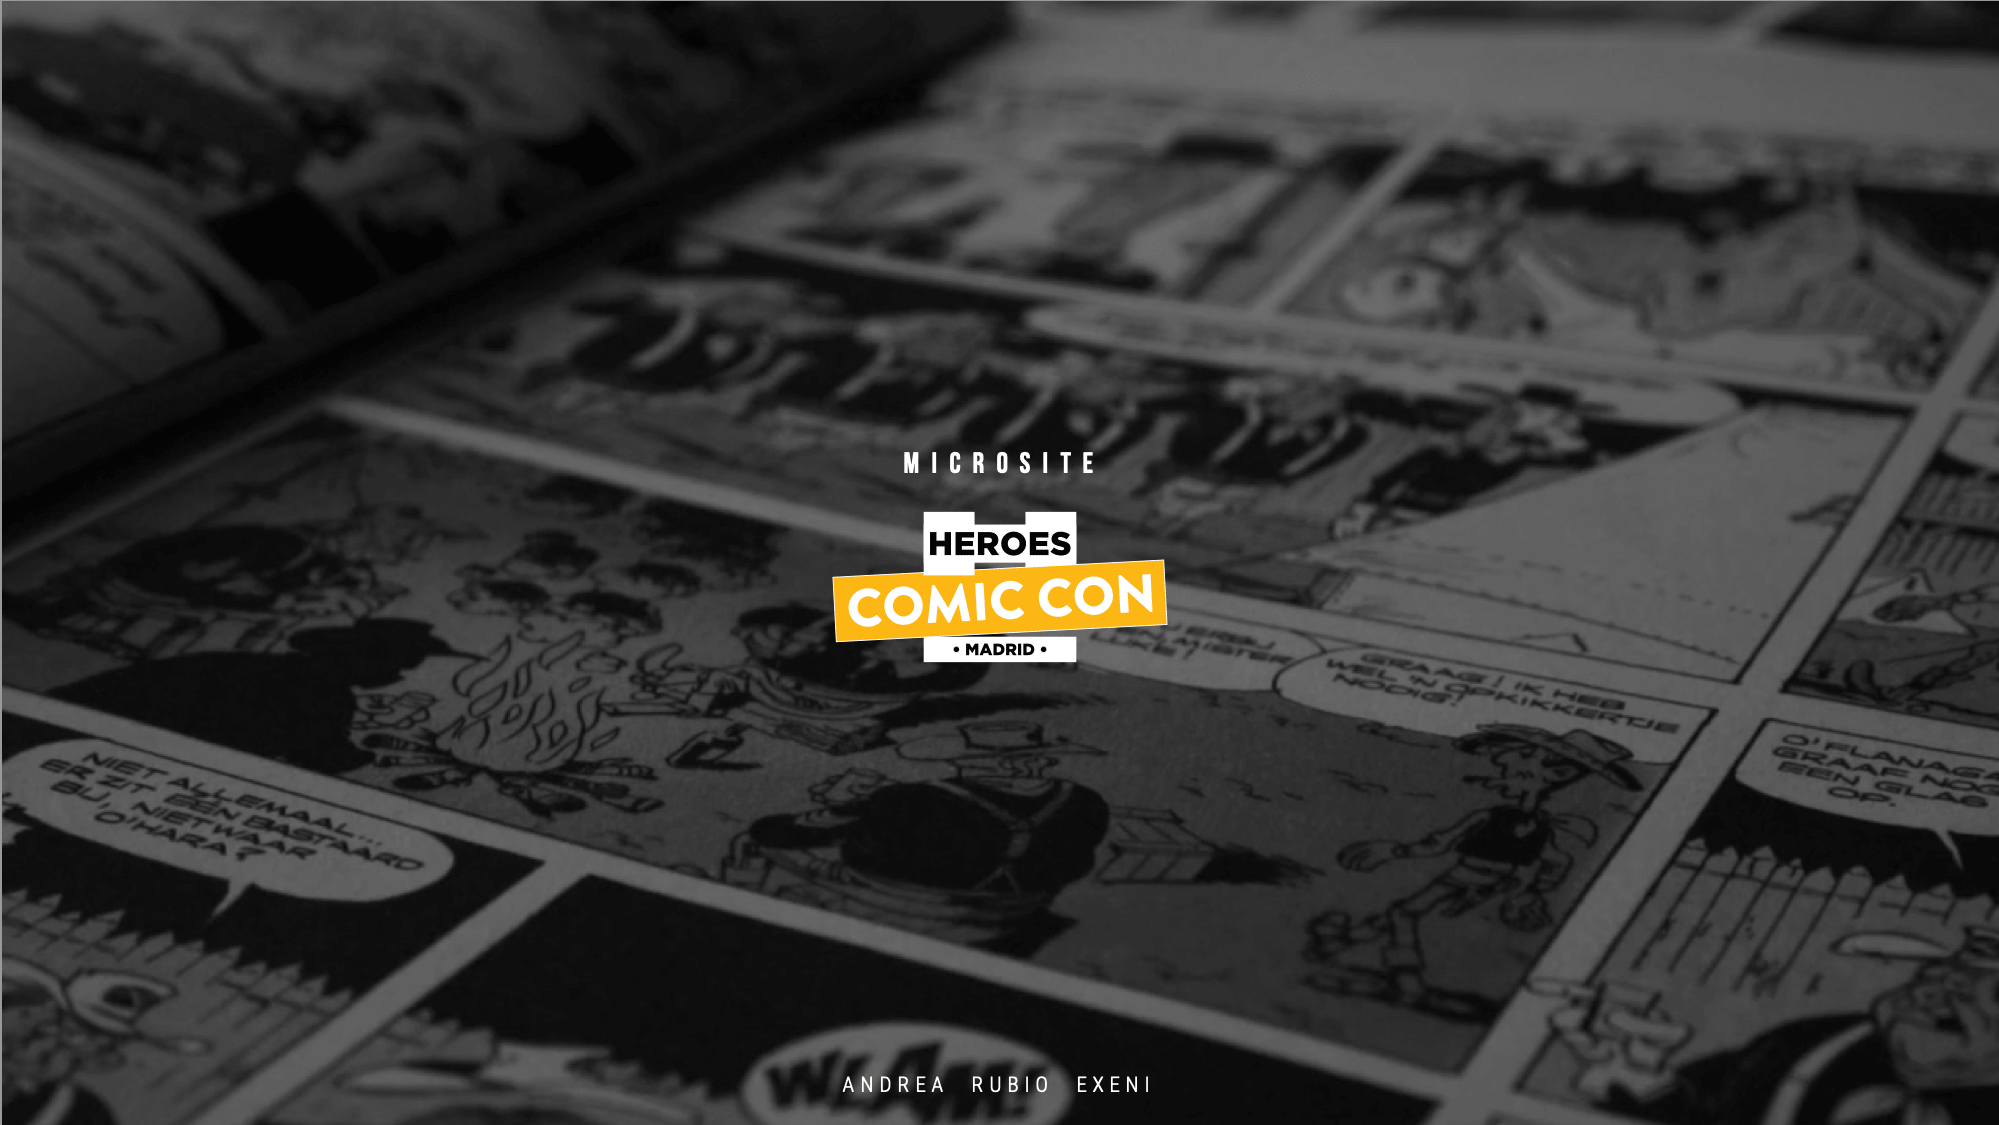 MICROSITE
HEROES
COMIC CON
• MADRID •
LUKE!
GRAAG! IK HEB
WEL 'N OPKIKKERTJE
NODIG!
NIET ALLEMAAL...
ER ZIT EEN BASTAARD
BIJ, NIETWAAR
O'HARA?
GRAAF NOG
EEN GLAS
OP.
ANDREA RUBIO EXENI